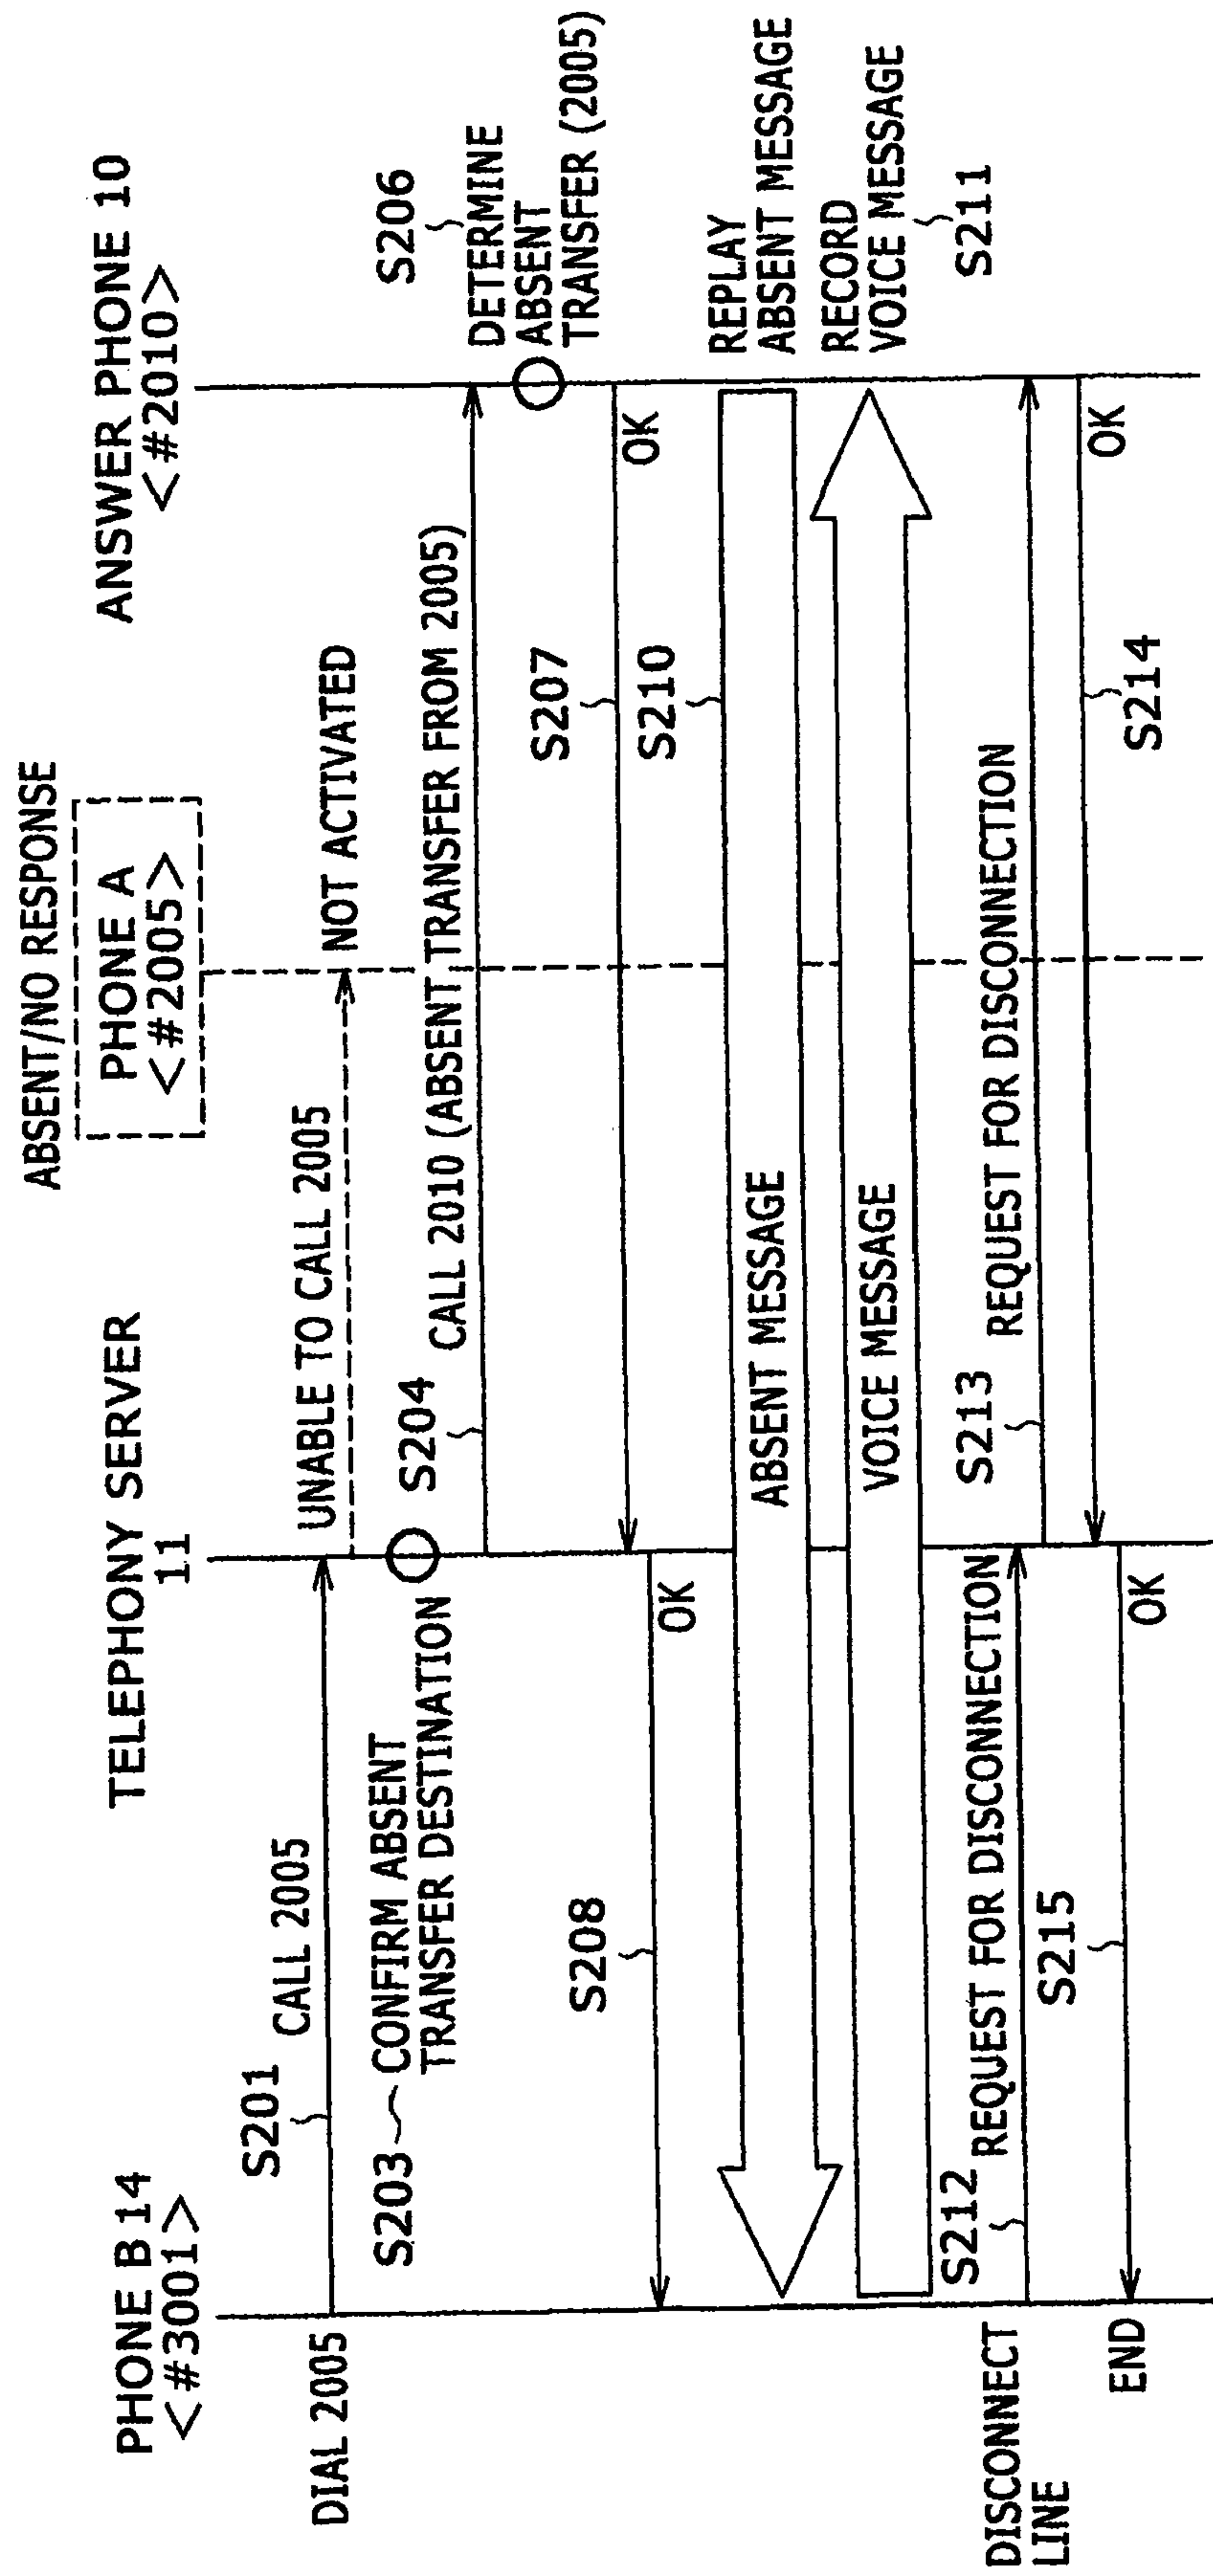 ABSENT/NO RESPONSE
PHONE B 14
<#3001>
TELEPHONY SERVER
11
PHONE A
<#2005>
ANSWER PHONE 10
<#2010>
DIAL 2005
S201
CALL 2005
UNABLE TO CALL 2005
NOT ACTIVATED
S203
CONFIRM ABSENT
TRANSFER DESTINATION
S204
CALL 2010 (ABSENT TRANSFER FROM 2005)
S206
DETERMINE
ABSENT
TRANSFER (2005)
S207
OK
S208
OK
S210
REPLAY
ABSENT MESSAGE
ABSENT MESSAGE
RECORD
VOICE MESSAGE
VOICE MESSAGE
S211
DISCONNECT
LINE
S212
REQUEST FOR DISCONNECTION
S213
REQUEST FOR DISCONNECTION
OK
S214
S215
OK
END